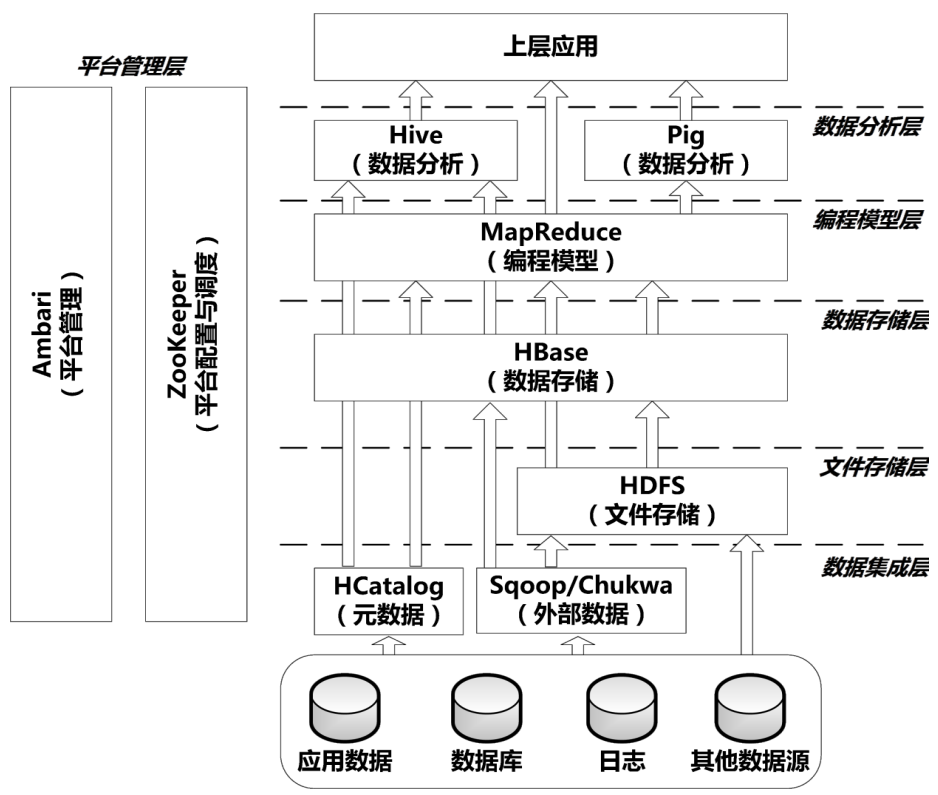 上层应用
平台管理层
数据分析层
Hive
（数据分析）
Pig
（数据分析）
编程模型层
MapReduce
（编程模型）
Ambari
（平台管理）
ZooKeeper
（平台配置与调度）
数据存储层
HBase
（数据存储）
文件存储层
HDFS
（文件存储）
数据集成层
HCatalog
（元数据）
Sqoop/Chukwa
（外部数据）
应用数据
数据库
日志
其他数据源